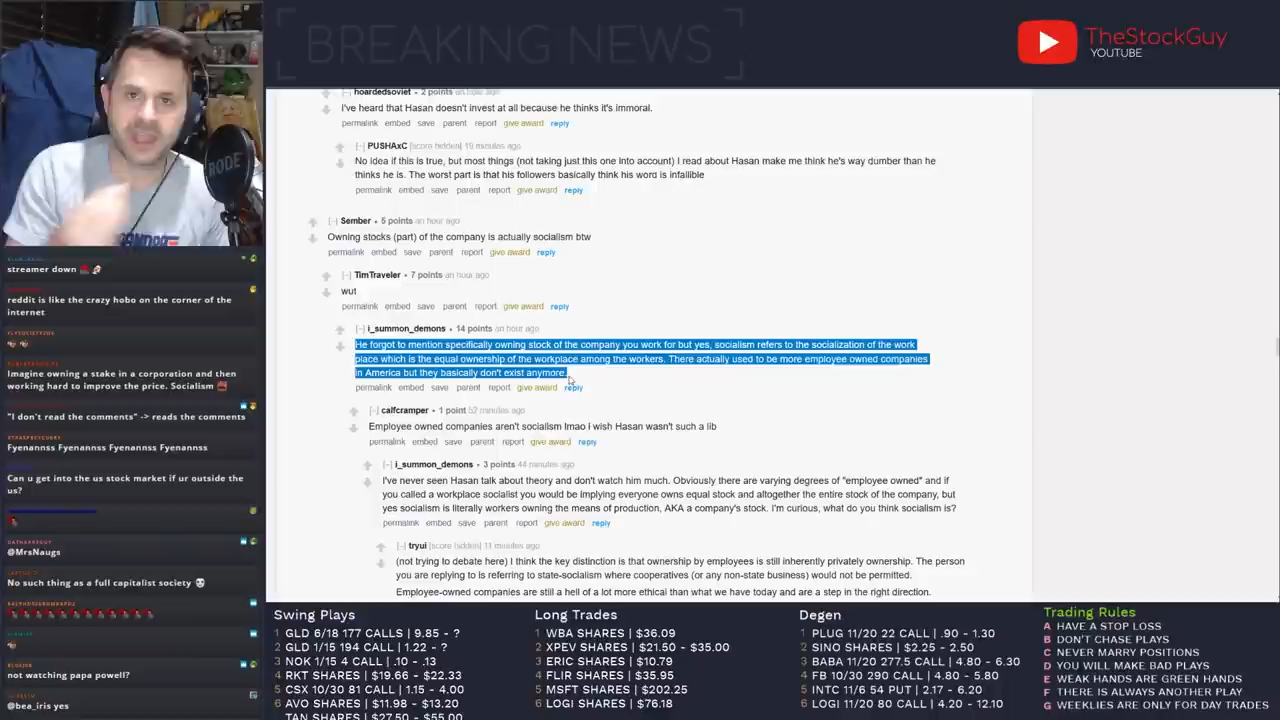 BREAKING NEWS
TheStockGuy
YOUTUBE
RODE
[-] hoardedsoviet • 2 points an hour ago
I've heard that Hasan doesn't invest at all because he thinks it's immoral.
permalink embed save parent report give award reply
[-] PUSHAxC [score hidden] 19 minutes ago
No idea if this is true, but most things (not taking just this one into account) I read about Hasan make me think he's way dumber than he
thinks he is. The worst part is that his followers basically think his word is infallible
permalink embed save parent report give award reply
[-] Sember • 5 points an hour ago
Owning stocks (part) of the company is actually socialism btw
permalink embed save parent report give award reply
[-] TimTraveler • 7 points an hour ago
wut
permalink embed save parent report give award reply
[-] i_summon_demons • 14 points an hour ago
He forgot to mention specifically owning stock of the company you work for but yes, socialism refers to the socialization of the work
place which is the equal ownership of the workplace among the workers. There actually used to be more employee owned companies
in America but they basically don't exist anymore.
permalink embed save parent report give award reply
[-] calfcramper • 1 point 52 minutes ago
Employee owned companies aren't socialism lmao i wish Hasan wasn't such a lib
permalink embed save parent report give award reply
[-] i_summon_demons • 3 points 44 minutes ago
I've never seen Hasan talk about theory and don't watch him much. Obviously there are varying degrees of "employee owned" and if
you called a workplace socialist you would be implying everyone owns equal stock and altogether the entire stock of the company, but
yes socialism is literally workers owning the means of production, AKA a company's stock. I'm curious, what do you think socialism is?
permalink embed save parent report give award reply
[-] tryui [score hidden] 11 minutes ago
(not trying to debate here) I think the key distinction is that ownership by employees is still inherently privately ownership. The person
you are replying to is referring to state-socialism where cooperatives (or any non-state business) would not be permitted.
Employee-owned companies are still a hell of a lot more ethical than what we have today and are a step in the right direction.
streamer down
reddit is like the crazy hobo on the corner of the
internet
Imagine owning a stake in a corporation and then
working hard to improve the price. Socialism
"I don't read the comments" -> reads the
comments
Fyenannss Fyenannss Fyenannss Fyenannss
Can u get into the us stock market if ur outside the
us?
@MrsNaugs
No such thing as a full capitalist society
not watching papa powell?
@bea_iris yes
Swing Plays
1 GLD 6/18 177 CALLS | 9.85 - ?
2 GLD 1/15 194 CALL | 1.22 - ?
3 NOK 1/15 4 CALL | .10 - .13
4 RKT SHARES | $19.66 - $22.33
5 CSX 10/30 81 CALL | 1.15 - 4.00
6 AVO SHARES | $11.98 - $13.20
TAN SHARES | $27.50 - $55.00
Long Trades
1 WBA SHARES | $36.09
2 XPEV SHARES | $21.50 - $35.00
3 ERIC SHARES | $10.79
4 FLIR SHARES | $35.95
5 MSFT SHARES | $202.25
6 LOGI SHARES | $76.18
Degen
1 PLUG 11/20 22 CALL | .90 - 1.30
2 SINO SHARES | $2.25 - 2.50
3 BABA 11/20 277.5 CALL | 4.80 - 6.30
4 FB 10/30 290 CALL | 4.80 - 5.80
5 INTC 11/6 54 PUT | 2.17 - 6.20
6 LOGI 11/20 80 CALL | 4.20 - 12.10
Trading Rules
A HAVE A STOP LOSS
B DON'T CHASE PLAYS
C NEVER MARRY POSITIONS
D YOU WILL MAKE BAD PLAYS
E WEAK HANDS ARE GREEN HANDS
F THERE IS ALWAYS ANOTHER PLAY
G WEEKLIES ARE ONLY FOR DAY TRADES